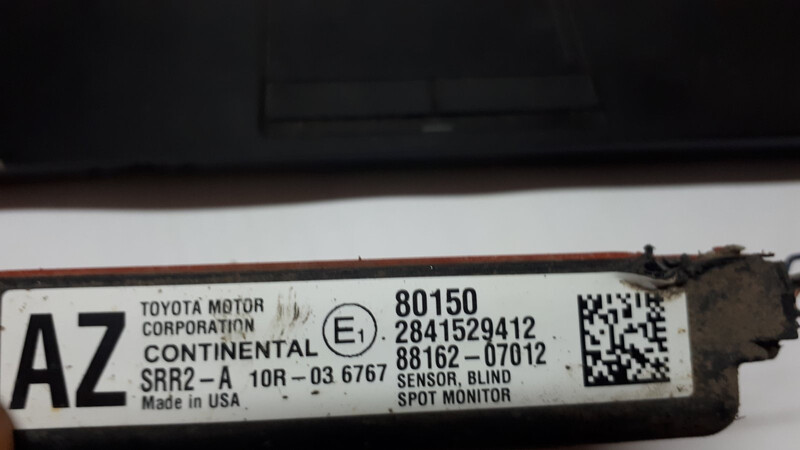 AZ
TOYOTA MOTOR
CORPORATION
CONTINENTAL
SRR2-A 10R-03 6767
Made in USA
E1
80150
2841529412
88162-07012
SENSOR, BLIND
SPOT MONITOR